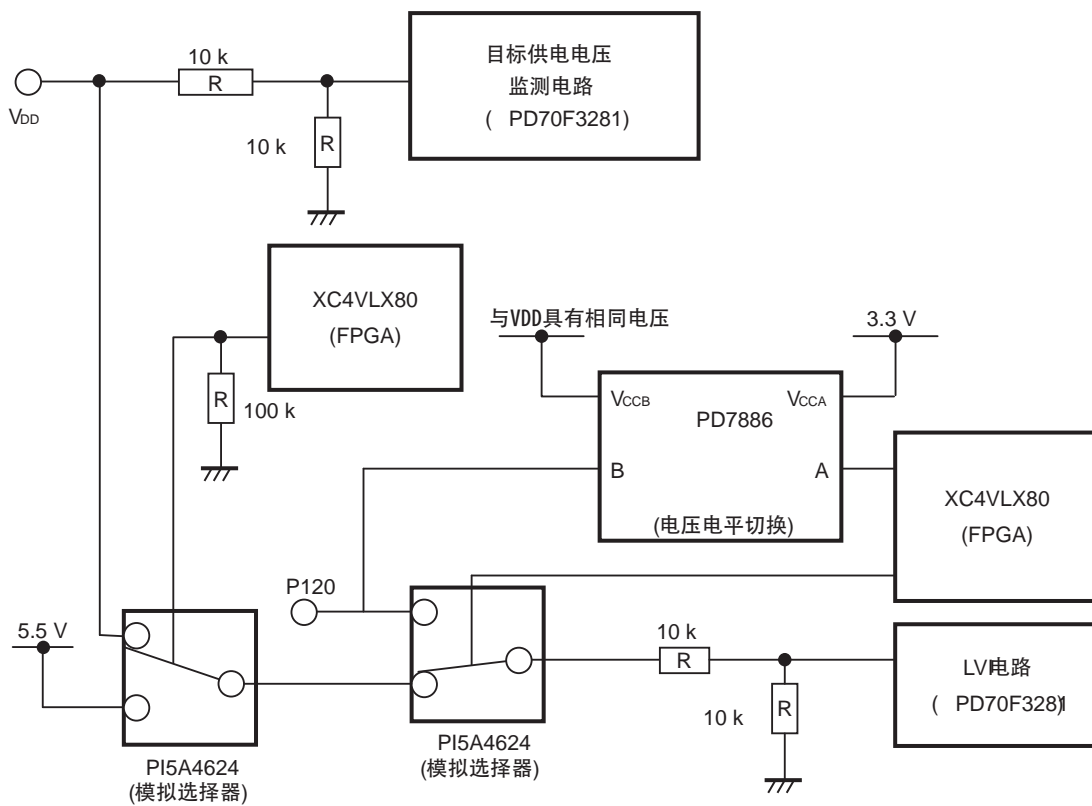 10 k
R
VDD
10 k
R
目标供电电压
监测电路
( PD70F3281)
XC4VLX80
(FPGA)
R
100 k
与VDD具有相同电压
3.3 V
VCCB
VCCA
PD7886
B
A
(电压电平切换)
XC4VLX80
(FPGA)
P120
5.5 V
10 k
R
10 k
R
LVI电路
( PD70F3281)
PI5A4624
(模拟选择器)
PI5A4624
(模拟选择器)